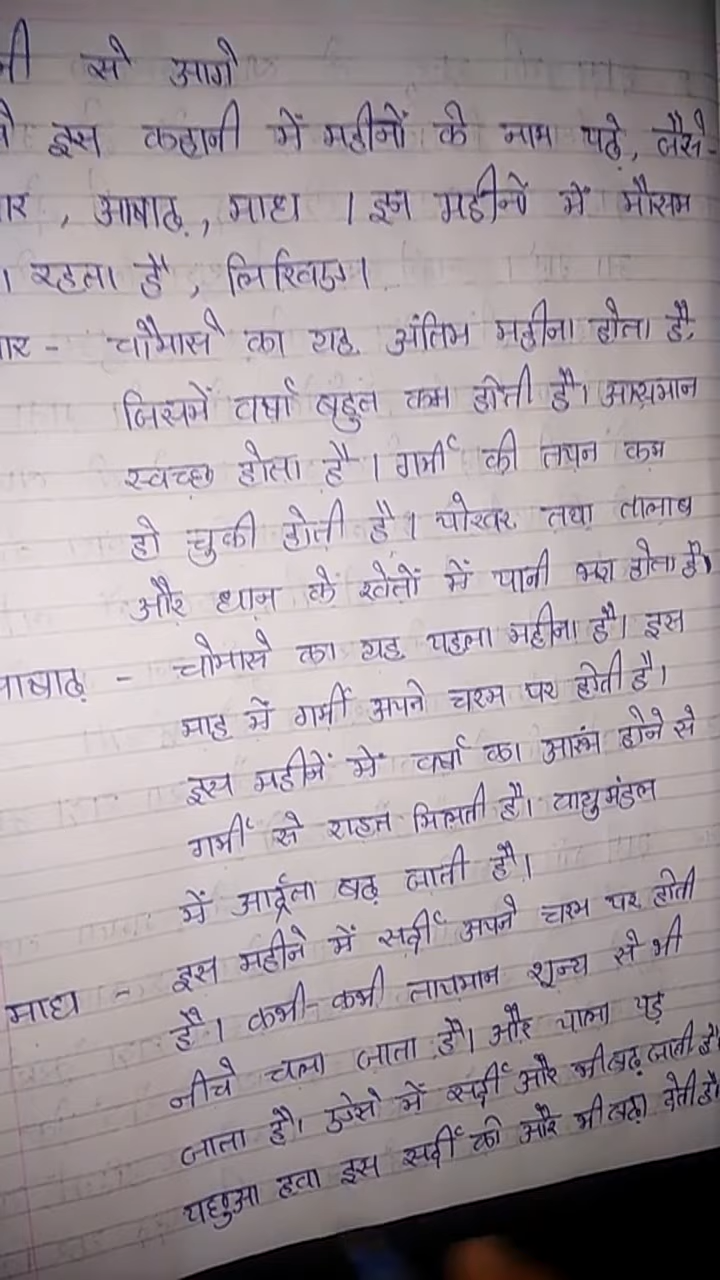 से आगे
इस कहानी में महीनों के नाम पढ़े, जैसे-
, आषाढ़, माघ । इन महीनों में मौसम
रहता है, लिखिए।
चौमासे का यह अंतिम महीना होता है,
जिसमें वर्षा बहुत कम होती है। आसमान
स्वच्छ होता है। गर्मी की तपन कम
हो चुकी होती है। पोखर तथा तालाब
और धान के खेतों में पानी भरा होता है।
चौमासे का यह पहला महीना है। इस
माह में गर्मी अपने चरम पर होती है।
इस महीनें में वर्षा का आरंभ होने से
गर्मी से राहत मिलती है। वायुमंडल
में आर्द्रता बढ़ जाती है।
माघ - इस महीने में सर्दी अपने चरम पर होती
है। कभी-कभी तापमान शून्य से भी
नीचे चला जाता है। और पाला पड़
जाता है। ऐसे में सर्दी और भी बढ़ जाती है।
पछुआ हवा इस सर्दी को और भी बढ़ा देती है।